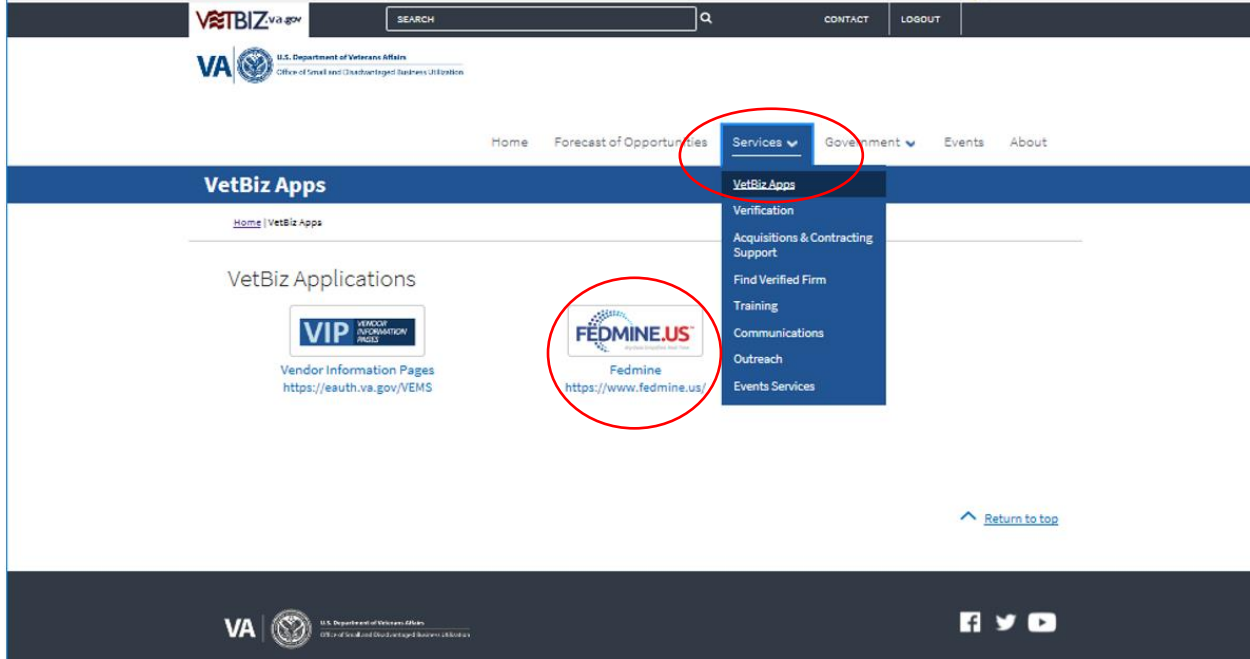 VETBIZ.va.gov
SEARCH
CONTACT
LOGOUT
VA
U.S. Department of Veterans Affairs
Office of Small and Disadvantaged Business Utilization
Home
Forecast of Opportunities
Services
Government
Events
About
VetBiz Apps
VetBiz Apps
Verification
Acquisitions & Contracting
Support
Find Verified Firm
Training
Communications
Outreach
Events Services
Home | VetBiz Apps
VetBiz Applications
VIP VENDOR
INFORMATION
PAGES
Vendor Information Pages
https://eauth.va.gov/VEMS
FEDMINE.US
Fedmine
https://www.fedmine.us/
Return to top
VA
U.S. Department of Veterans Affairs
Office of Small and Disadvantaged Business Utilization